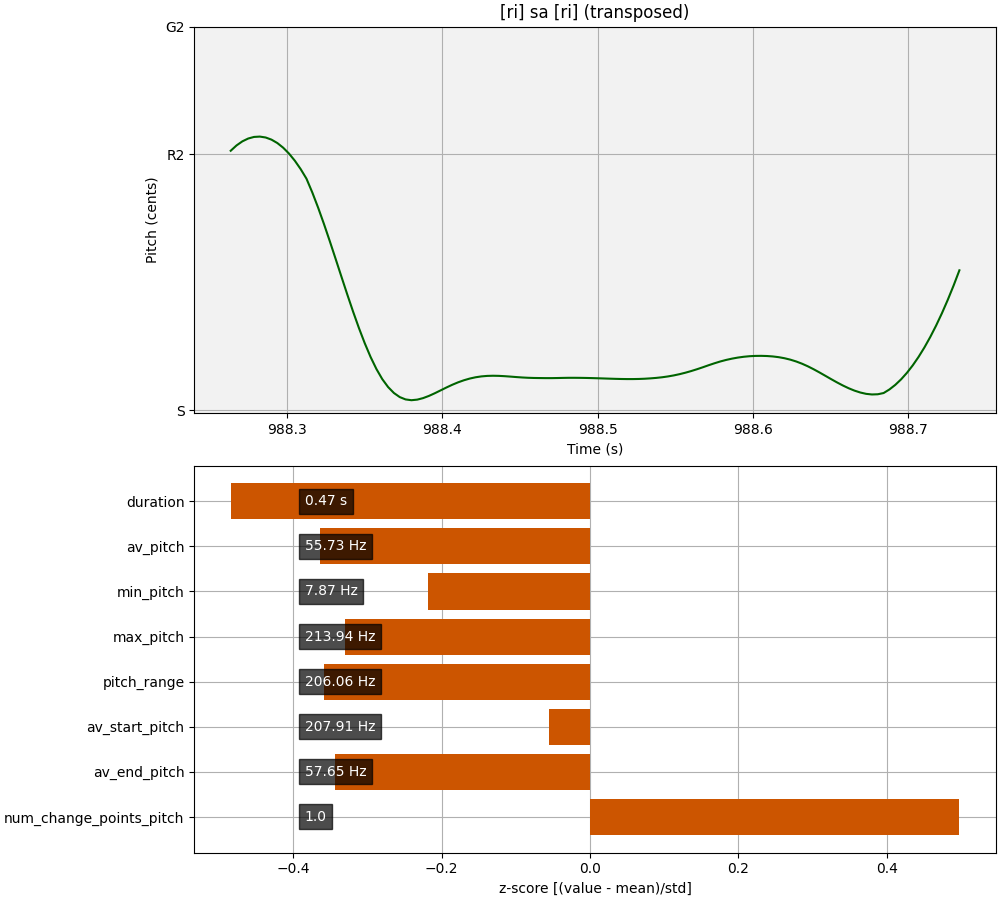 [ri] sa [ri] (transposed)
G2
R2
S
Pitch (cents)
988.3 988.4 988.5 988.6 988.7
Time (s)
duration 0.47 s
av_pitch 55.73 Hz
min_pitch 7.87 Hz
max_pitch 213.94 Hz
pitch_range 206.06 Hz
av_start_pitch 207.91 Hz
av_end_pitch 57.65 Hz
num_change_points_pitch 1.0
−0.4 −0.2 0.0 0.2 0.4
z-score [(value - mean)/std]